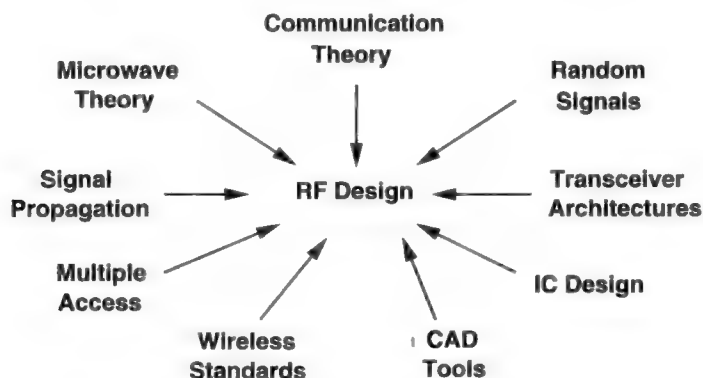 Communication
Theory
Microwave
Theory
Random
Signals
Signal
Propagation
RF Design
Transceiver
Architectures
Multiple
Access
IC Design
Wireless
Standards
CAD
Tools